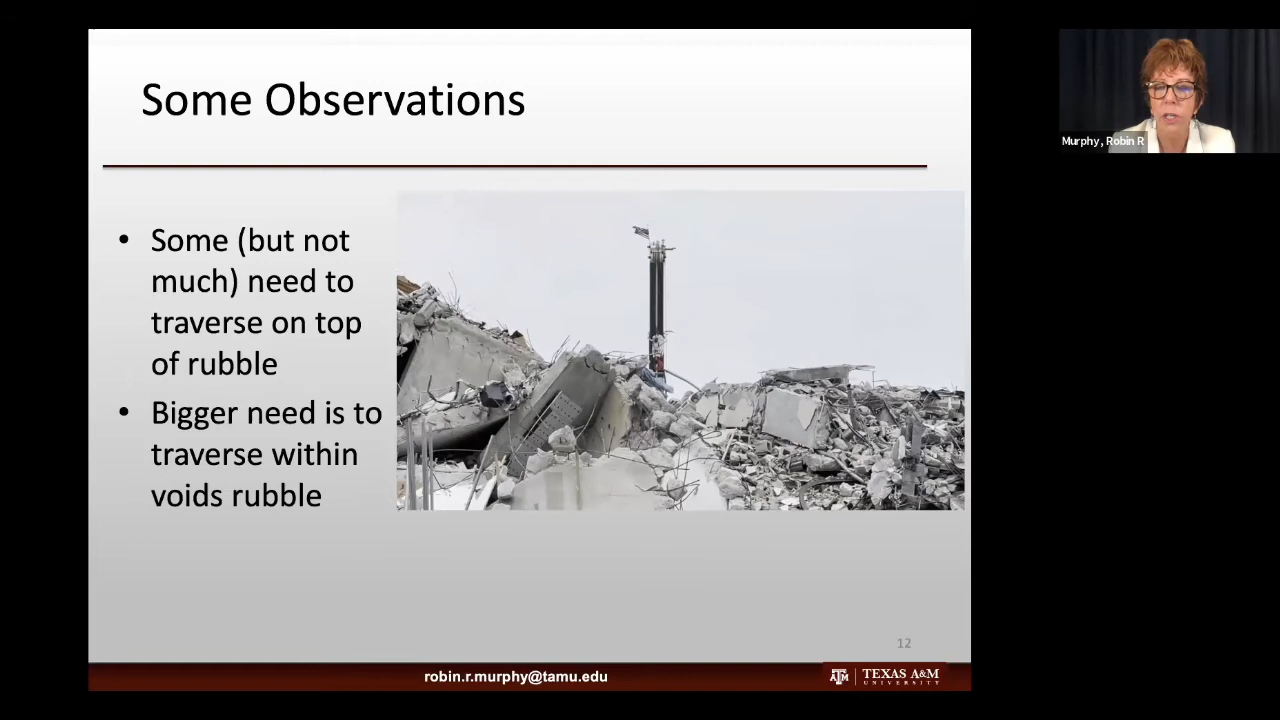 Some Observations
Murphy, Robin R
• Some (but not
much) need to
traverse on top
of rubble
• Bigger need is to
traverse within
voids rubble
12
robin.r.murphy@tamu.edu
ATM
TEXAS A&M
UNIVERSITY